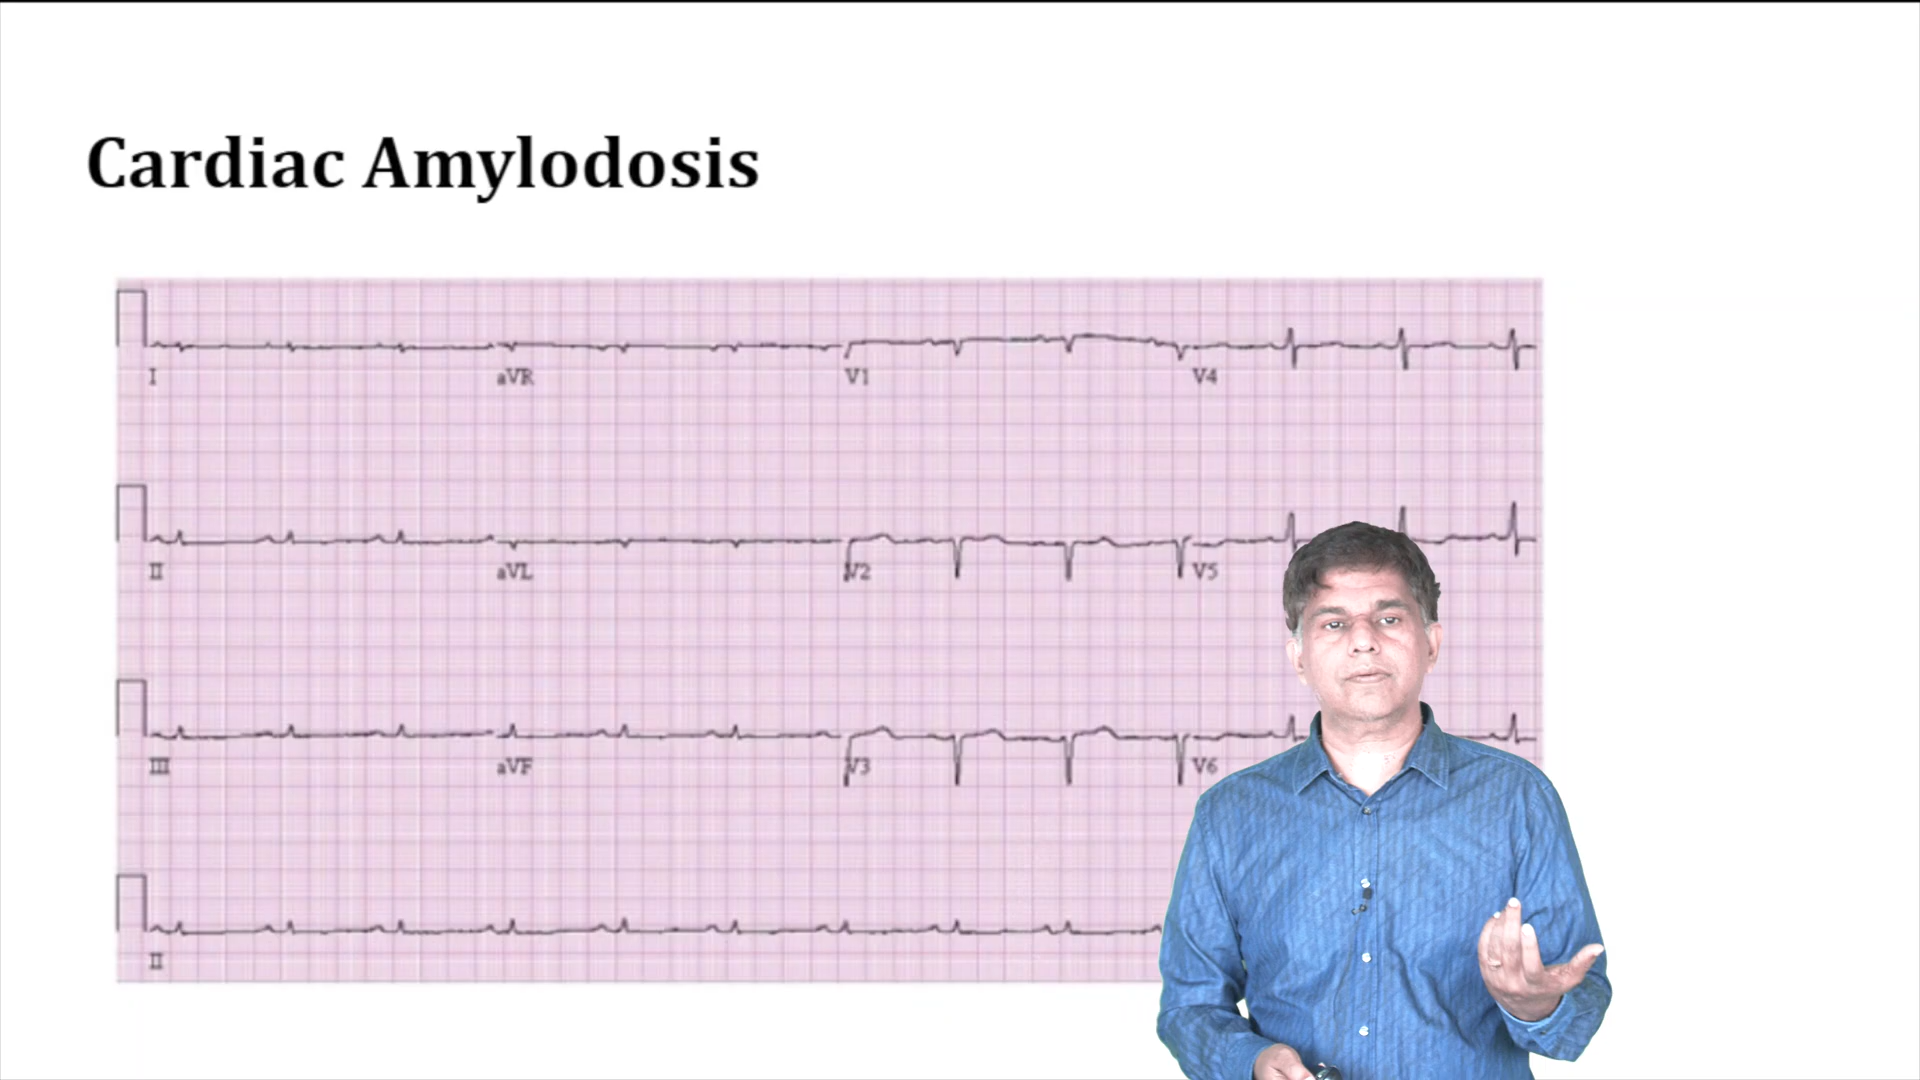 Cardiac Amylodosis
I aVR V1 V4
II aVL V2 V5
III aVF V3 V6
II